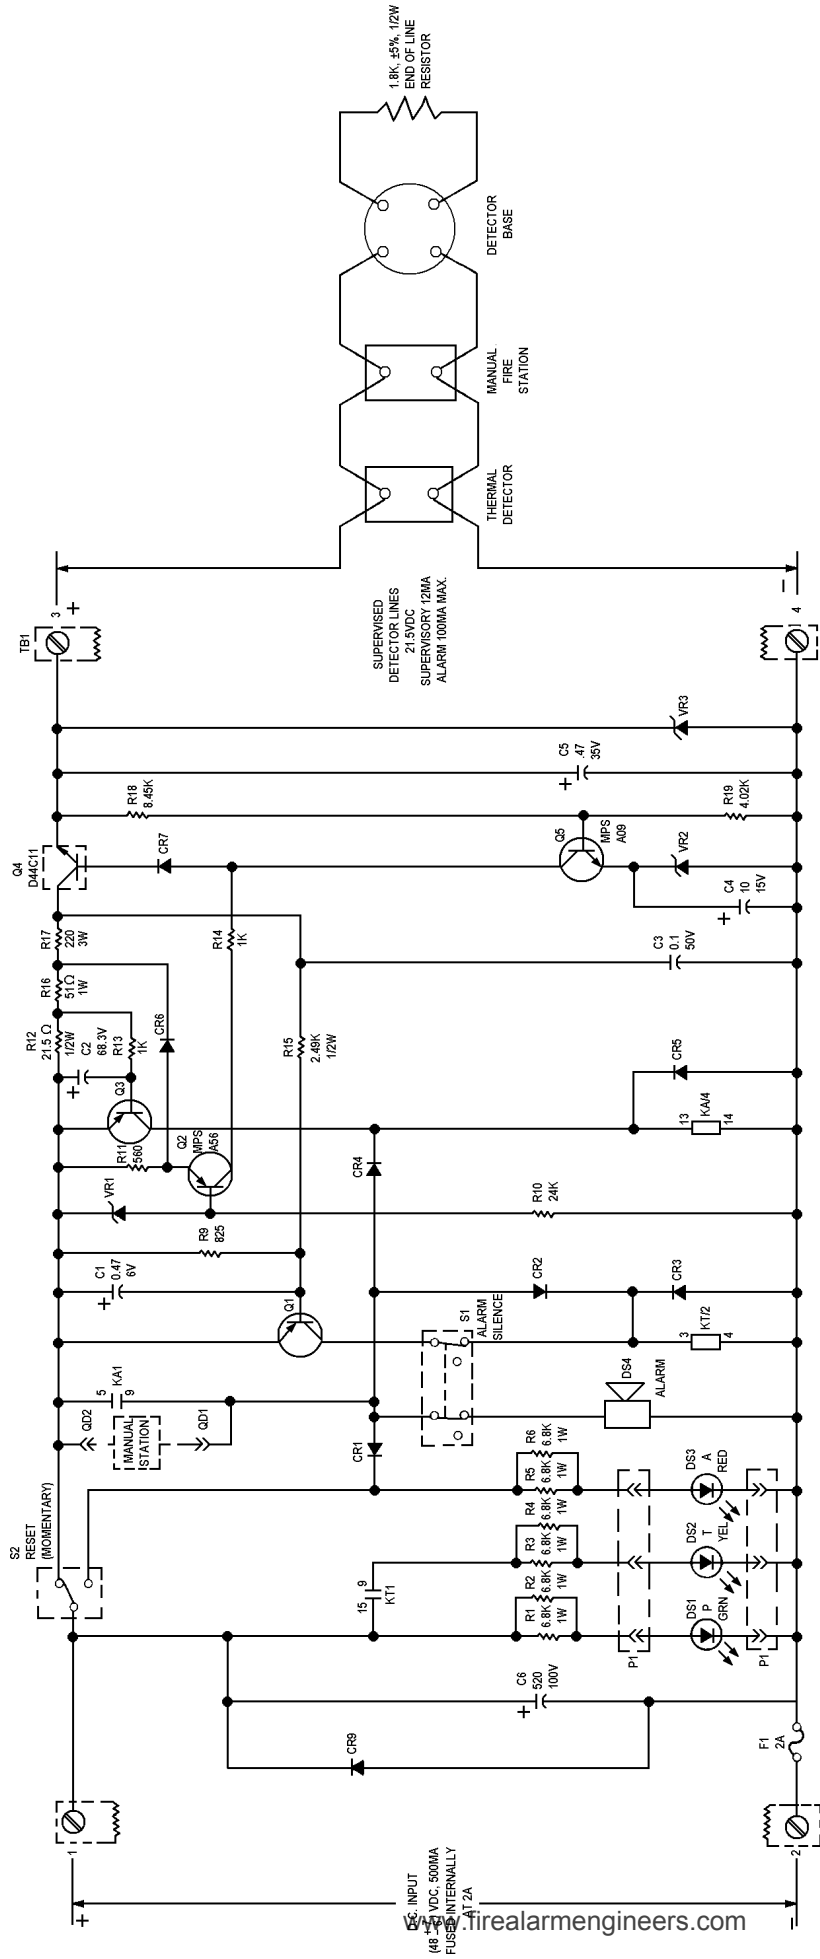 1
+
D.C. INPUT
VDC, 500MA
FUSED INTERNALLY
AT 2A
2
–
F1
2A
S2
RESET
(MOMENTARY)
CR9
C6
520
100V
+
QD2
MANUAL
STATION
QD1
5
KA1
9
15 9
KT1
CR1
R1
6.8K
1W
R2
6.8K
1W
R3
6.8K
1W
R4
6.8K
1W
R5
6.8K
1W
R6
6.8K
1W
P1
DS1
P
GRN
DS2
T
YEL
DS3
A
RED
P1
DS4
ALARM
S1
ALARM
SILENCE
Q1
C1
0.47
6V
+
R9
825
VR1
R11
560
Q2
MPS
A56
Q3
R12
21.5 Ω
1/2W
C2
68.3V
+
R13
1K
R16
51Ω
1W
R17
220
3W
CR6
Q4
D44C11
CR7
R14
1K
R15
2.49K
1/2W
CR4
CR2
CR3
3
KT/2
4
R10
24K
13
KA/4
14
CR5
C3
0.1
50V
C4
10
15V
+
Q5
MPS
A09
VR2
R18
8.45K
R19
4.02K
C5
.47
35V
+
VR3
TB1
3
+
4
–
SUPERVISED
DETECTOR LINES
21.5VDC
SUPERVISORY 12MA
ALARM 100MA MAX.
THERMAL
DETECTOR
MANUAL
FIRE
STATION
DETECTOR
BASE
1.8K, ±5%, 1/2W
END OF LINE
RESISTOR
www.firealarmengineers.com